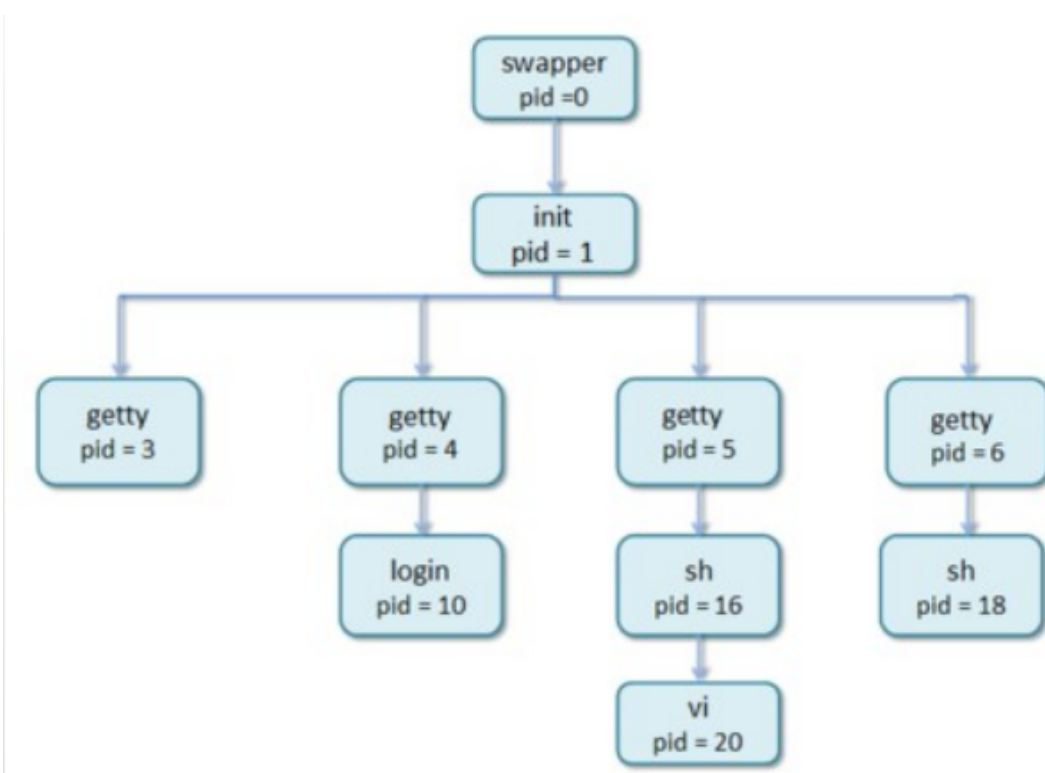 swapper
pid =0
init
pid = 1
getty
pid = 3
getty
pid = 4
getty
pid = 5
getty
pid = 6
login
pid = 10
sh
pid = 16
sh
pid = 18
vi
pid = 20